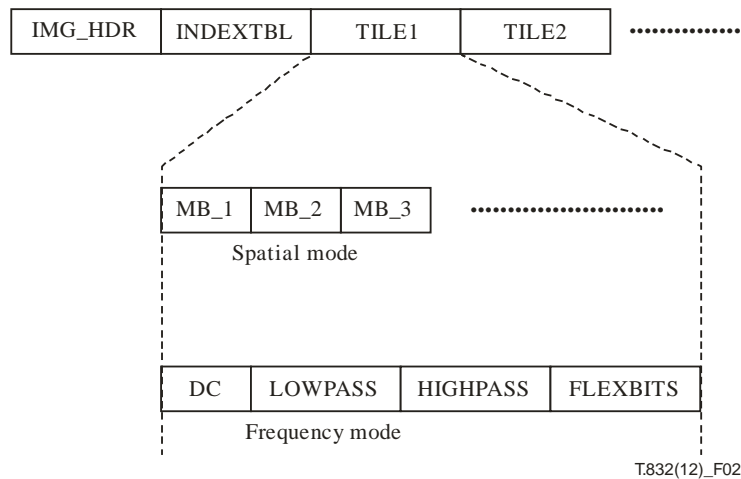 IMG_HDR INDEXTBL TILE1 TILE2
MB_1 MB_2 MB_3
Spatial mode
DC LOWPASS HIGHPASS FLEXBITS
Frequency mode
T.832(12)_F02